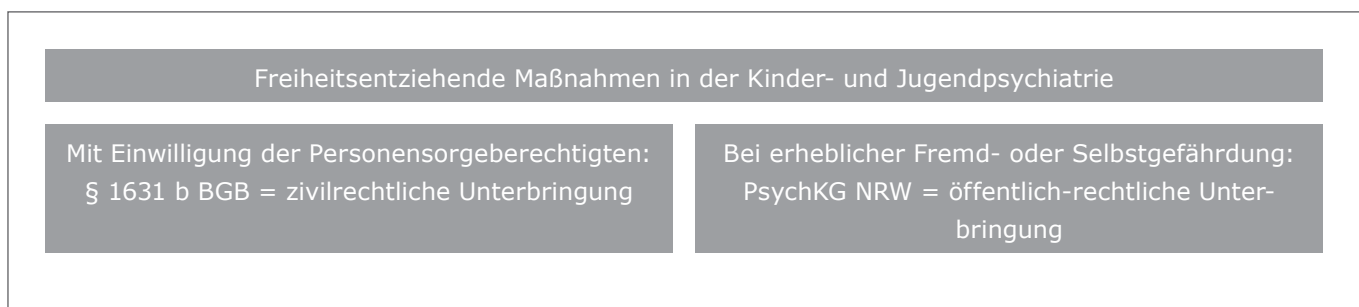 Freiheitsentziehende Maßnahmen in der Kinder- und Jugendpsychiatrie
Mit Einwilligung der Personensorgeberechtigten:
§ 1631 b BGB = zivilrechtliche Unterbringung
Bei erheblicher Fremd- oder Selbstgefährdung:
PsychKG NRW = öffentlich-rechtliche Unter-
bringung